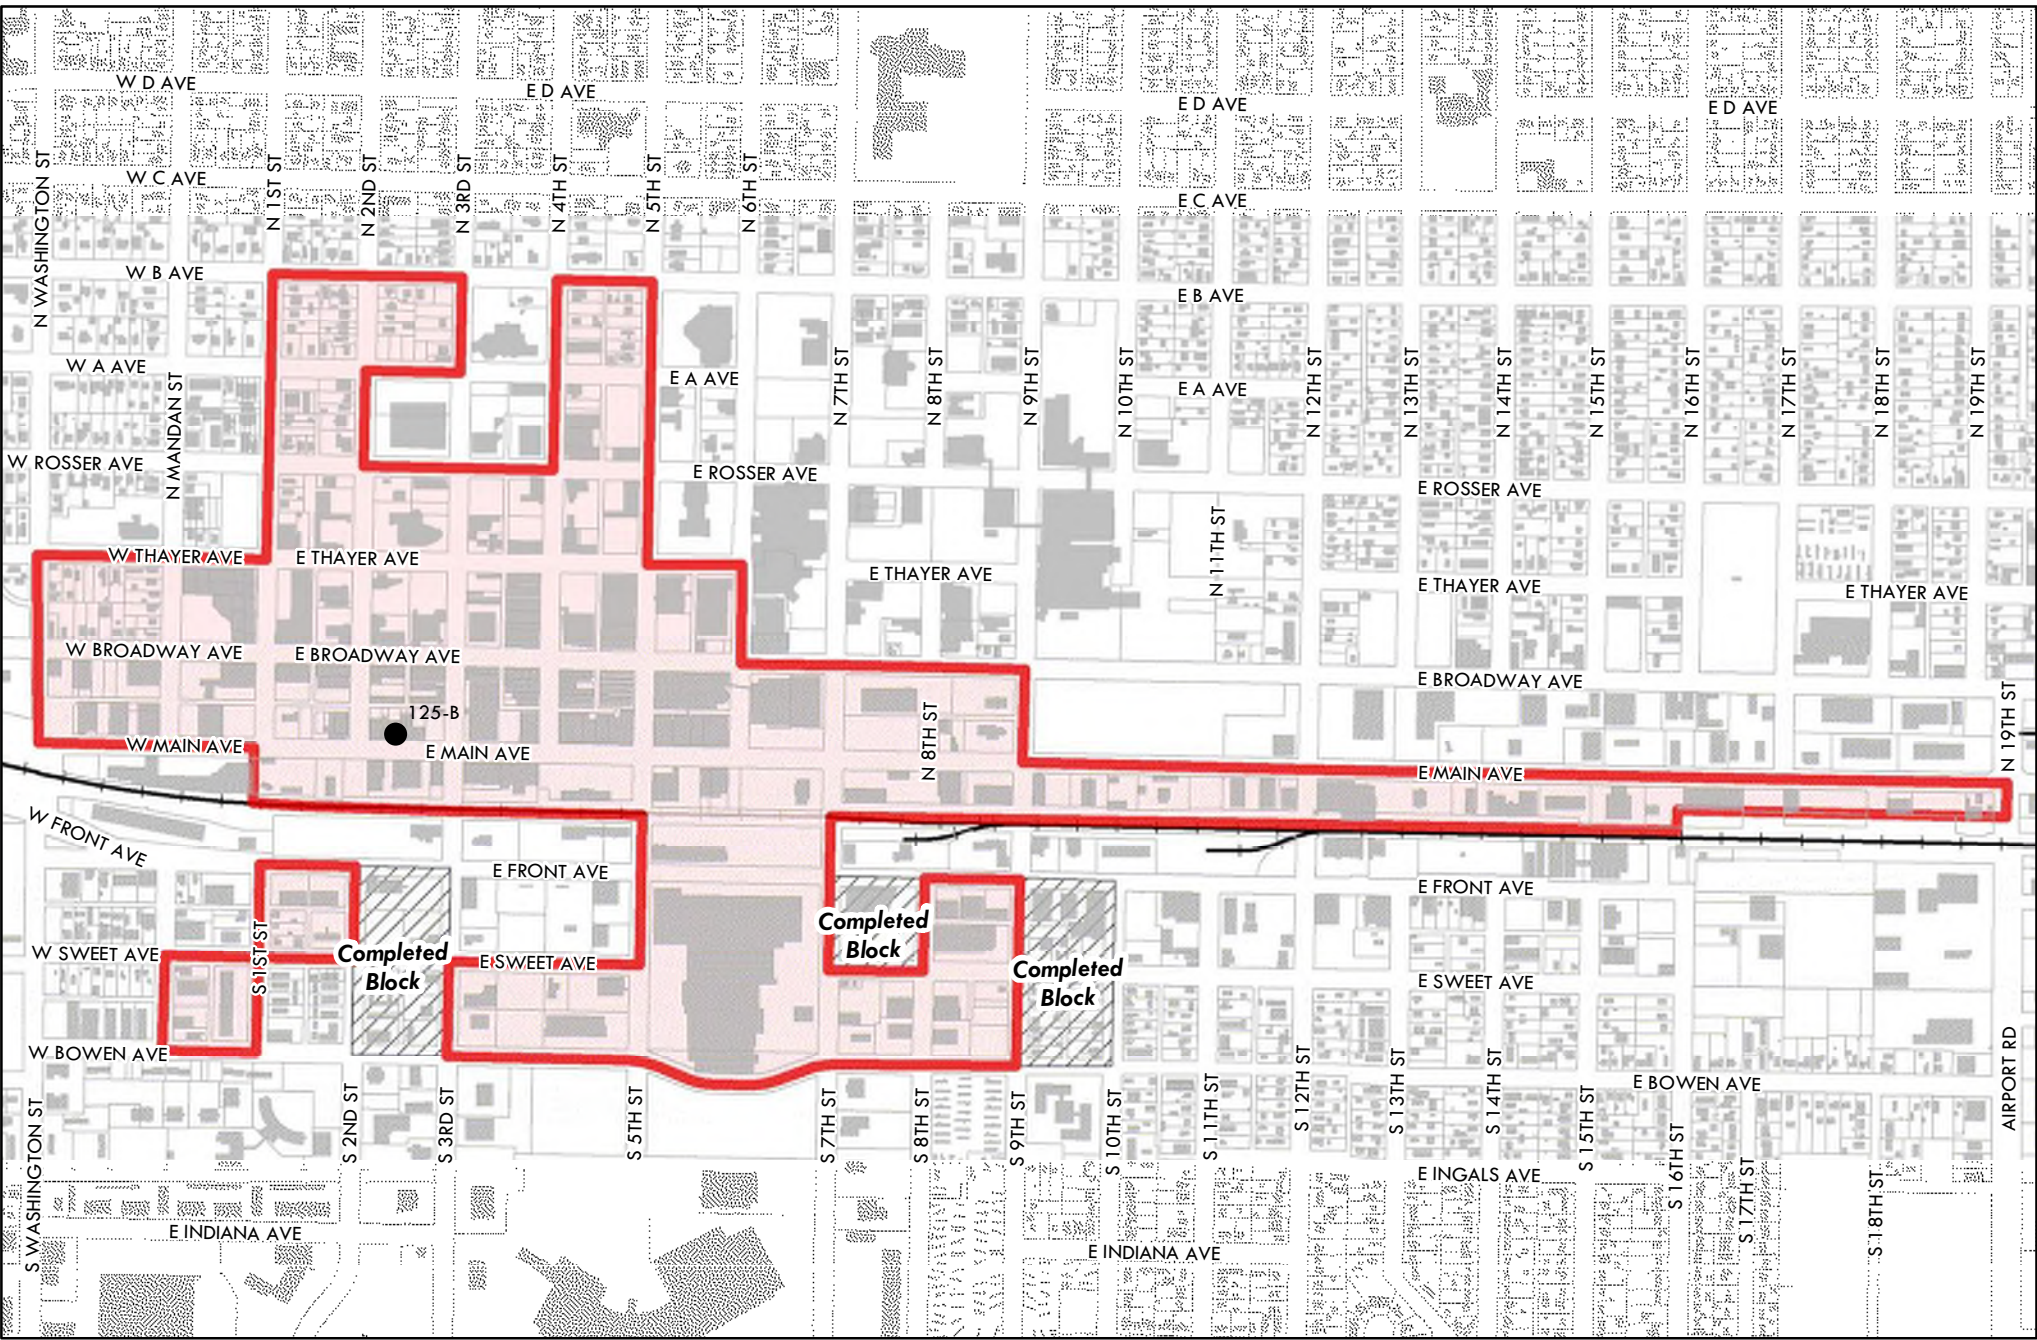 W D AVE
E D AVE
E D AVE
E D AVE
W C AVE
E C AVE
N WASHINGTON ST
N 1ST ST
N 2ND ST
N 3RD ST
N 4TH ST
N 5TH ST
N 6TH ST
W B AVE
E B AVE
W A AVE
E A AVE
E A AVE
N MANDAN ST
N 7TH ST
N 8TH ST
N 9TH ST
N 10TH ST
N 12TH ST
N 13TH ST
N 14TH ST
N 15TH ST
N 16TH ST
N 17TH ST
N 18TH ST
N 19TH ST
W ROSSER AVE
E ROSSER AVE
E ROSSER AVE
N 11TH ST
W THAYER AVE
E THAYER AVE
E THAYER AVE
E THAYER AVE
E THAYER AVE
W BROADWAY AVE
E BROADWAY AVE
E BROADWAY AVE
125-B
N 8TH ST
N 19TH ST
W MAIN AVE
E MAIN AVE
E MAIN AVE
W FRONT AVE
E FRONT AVE
E FRONT AVE
Completed
Block
S 1ST ST
W SWEET AVE
Completed
Block
E SWEET AVE
Completed
Block
E SWEET AVE
W BOWEN AVE
E BOWEN AVE
AIRPORT RD
S WASHINGTON ST
S 2ND ST
S 3RD ST
S 5TH ST
S 7TH ST
S 8TH ST
S 9TH ST
S 10TH ST
S 11TH ST
S 12TH ST
S 13TH ST
S 14TH ST
S 15TH ST
S 16TH ST
S 17TH ST
S 18TH ST
E INGALS AVE
E INDIANA AVE
E INDIANA AVE